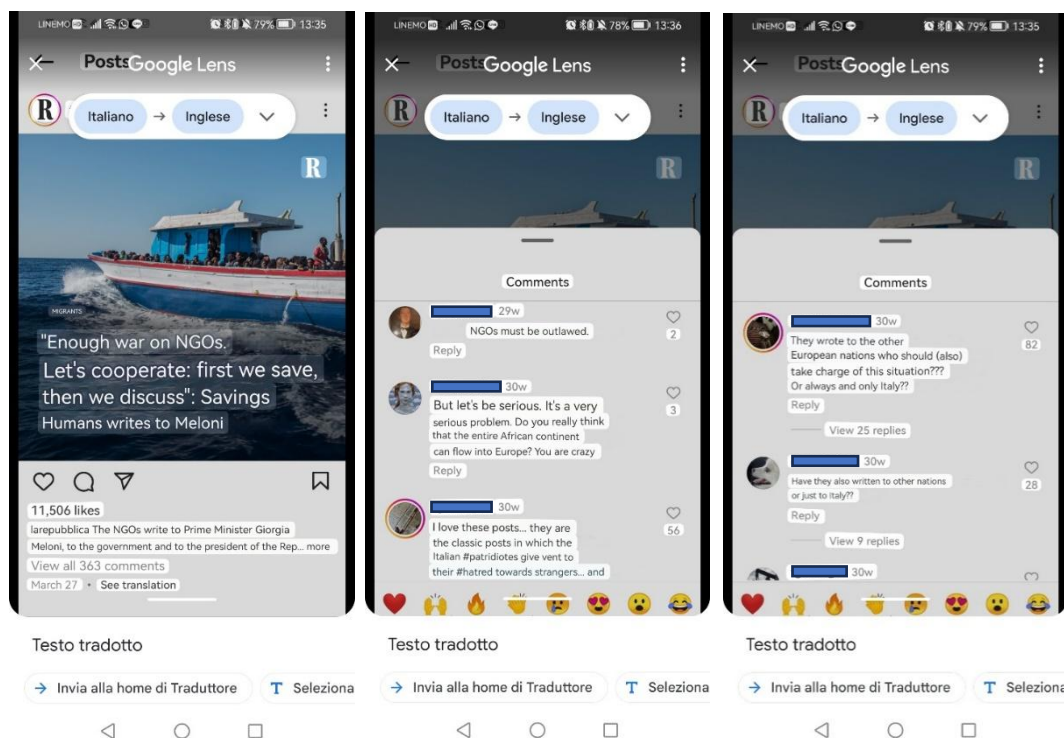 LINEMO HD 79% 13:35
Posts Google Lens
R
Italiano → Inglese
R
MIGRANTS
"Enough war on NGOs.
Let's cooperate: first we save,
then we discuss": Savings
Humans writes to Meloni
11,506 likes
larepubblica The NGOs write to Prime Minister Giorgia
Meloni, to the government and to the president of the Rep... more
View all 363 comments
March 27 • See translation
Testo tradotto
Invia alla home di Traduttore
T Seleziona
LINEMO HD 78% 13:36
Posts Google Lens
R
Italiano → Inglese
R
Comments
29w
NGOs must be outlawed.
2
Reply
30w
But let's be serious. It's a very
serious problem. Do you really think
that the entire African continent
can flow into Europe? You are crazy
3
Reply
30w
I love these posts... they are
the classic posts in which the
Italian #patridiotes give vent to
their #hatred towards strangers... and
56
Testo tradotto
Invia alla home di Traduttore
T Seleziona
LINEMO HD 79% 13:35
Posts Google Lens
R
Italiano → Inglese
R
Comments
30w
They wrote to the other
European nations who should (also)
take charge of this situation???
Or always and only Italy??
82
Reply
View 25 replies
30w
Have they also written to other nations
or just to Italy??
28
Reply
View 9 replies
30w
Testo tradotto
Invia alla home di Traduttore
T Seleziona